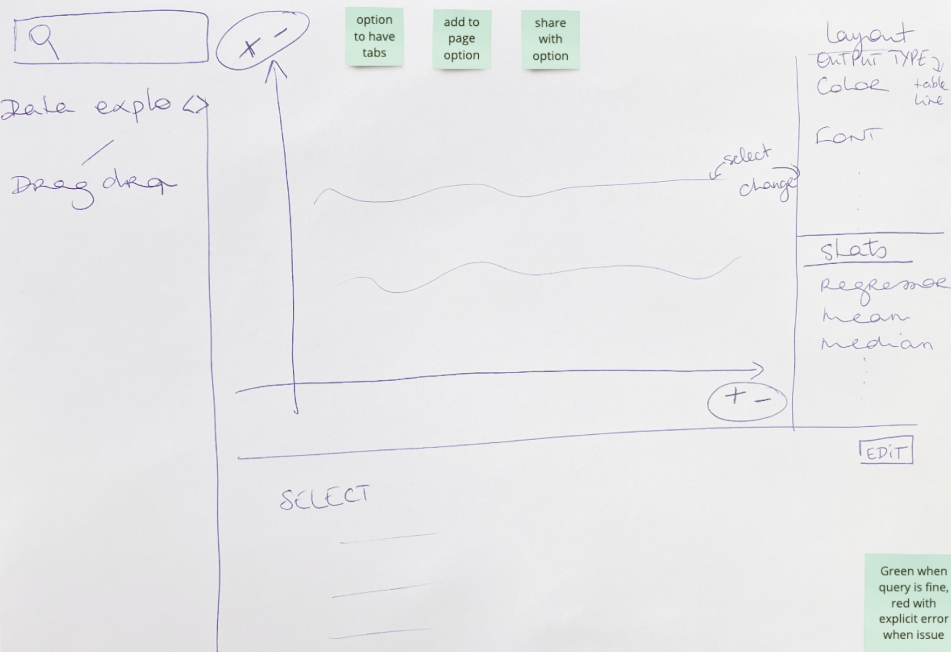 + -
option
to have
tabs
add to
page
option
share
with
option
Data explo <>
Drag drop
Layout
OUTPUT TYPE
table
line
Color
FONT
select
change
Stats
Regressor
Mean
Median
+ -
EDIT
SELECT
Green when
query is fine,
red with
explicit error
when issue